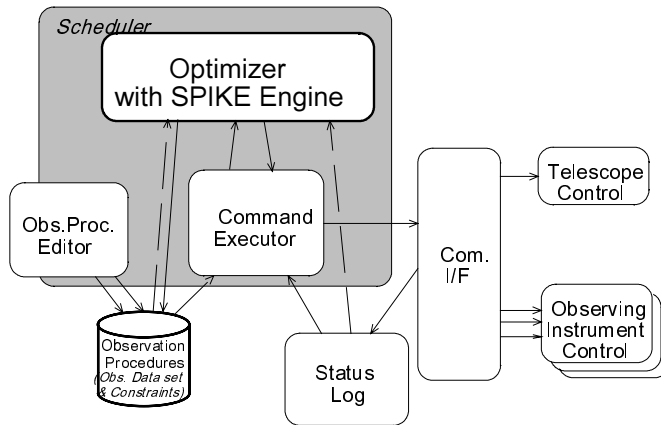 Scheduler
Optimizer
with SPIKE Engine
Obs.Proc.
Editor
Command
Executor
Com.
I/F
Telescope
Control
Observing
Instrument
Control
Observation
Procedures
(Obs. Data set
& Constraints)
Status
Log